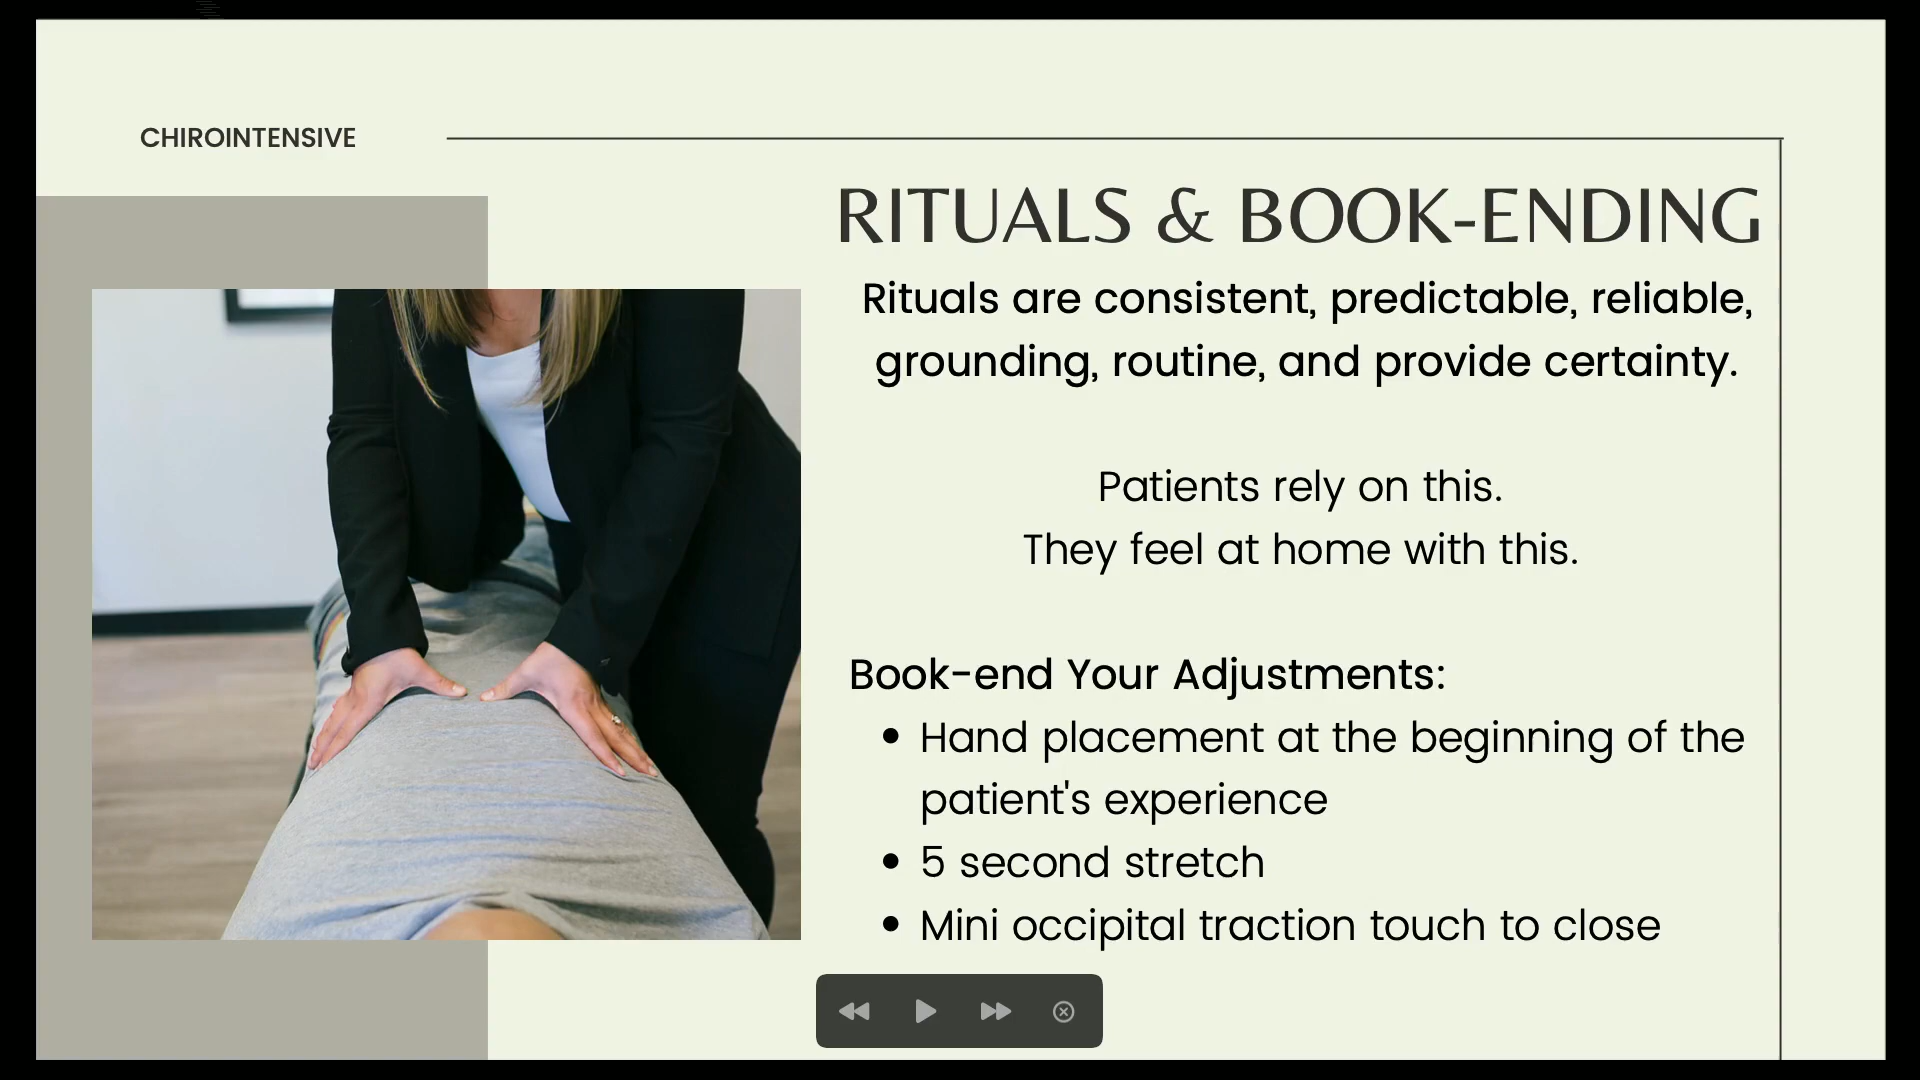 CHIROINTENSIVE
RITUALS & BOOK-ENDING
Rituals are consistent, predictable, reliable,
grounding, routine, and provide certainty.
Patients rely on this.
They feel at home with this.
Book-end Your Adjustments:
• Hand placement at the beginning of the
patient's experience
• 5 second stretch
• Mini occipital traction touch to close